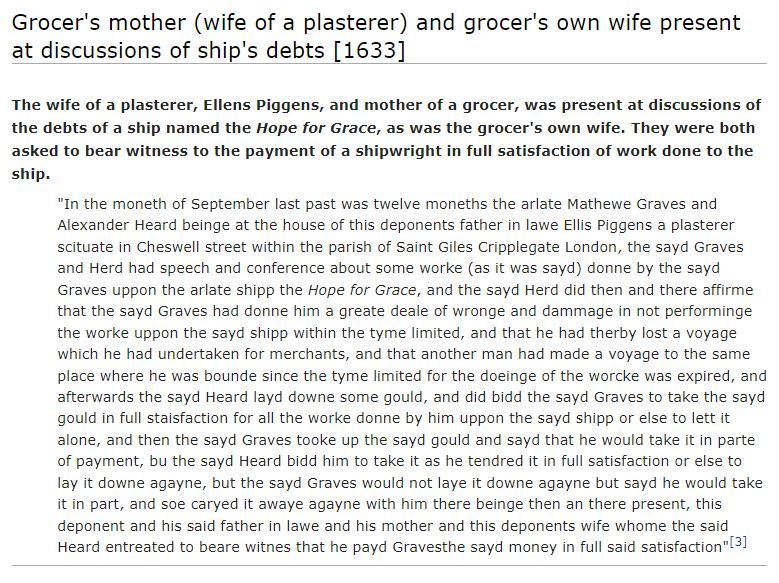 Grocer's mother (wife of a plasterer) and grocer's own wife present
at discussions of ship's debts [1633]
The wife of a plasterer, Ellens Piggens, and mother of a grocer, was present at discussions of
the debts of a ship named the Hope for Grace, as was the grocer's own wife. They were both
asked to bear witness to the payment of a shipwright in full satisfaction of work done to the
ship.
"In the moneth of September last past was twelve moneths the arlate Mathewe Graves and
Alexander Heard beinge at the house of this deponents father in lawe Ellis Piggens a plasterer
scituate in Cheswell street within the parish of Saint Giles Cripplegate London, the sayd Graves
and Herd had speech and conference about some worke (as it was sayd) donne by the sayd
Graves uppon the arlate shipp the Hope for Grace, and the sayd Herd did then and there affirme
that the sayd Graves had donne him a greate deale of wronge and dammage in not performinge
the worke uppon the sayd shipp within the tyme limited, and that he had therby lost a voyage
which he had undertaken for merchants, and that another man had made a voyage to the same
place where he was bounde since the tyme limited for the doeinge of the worcke was expired, and
afterwards the sayd Heard layd downe some gould, and did bidd the sayd Graves to take the sayd
gould in full staisfaction for all the worke donne by him uppon the sayd shipp or else to lett it
alone, and then the sayd Graves tooke up the sayd gould and sayd that he would take it in parte
of payment, bu the sayd Heard bidd him to take it as he tendred it in full satisfaction or else to
lay it downe agayne, but the sayd Graves would not laye it downe agayne but sayd he would take
it in part, and soe caryed it awaye agayne with him there beinge then an there present, this
deponent and his said father in lawe and his mother and this deponents wife whome the said
Heard entreated to beare witnes that he payd Gravesthe sayd money in full said satisfaction"[3]